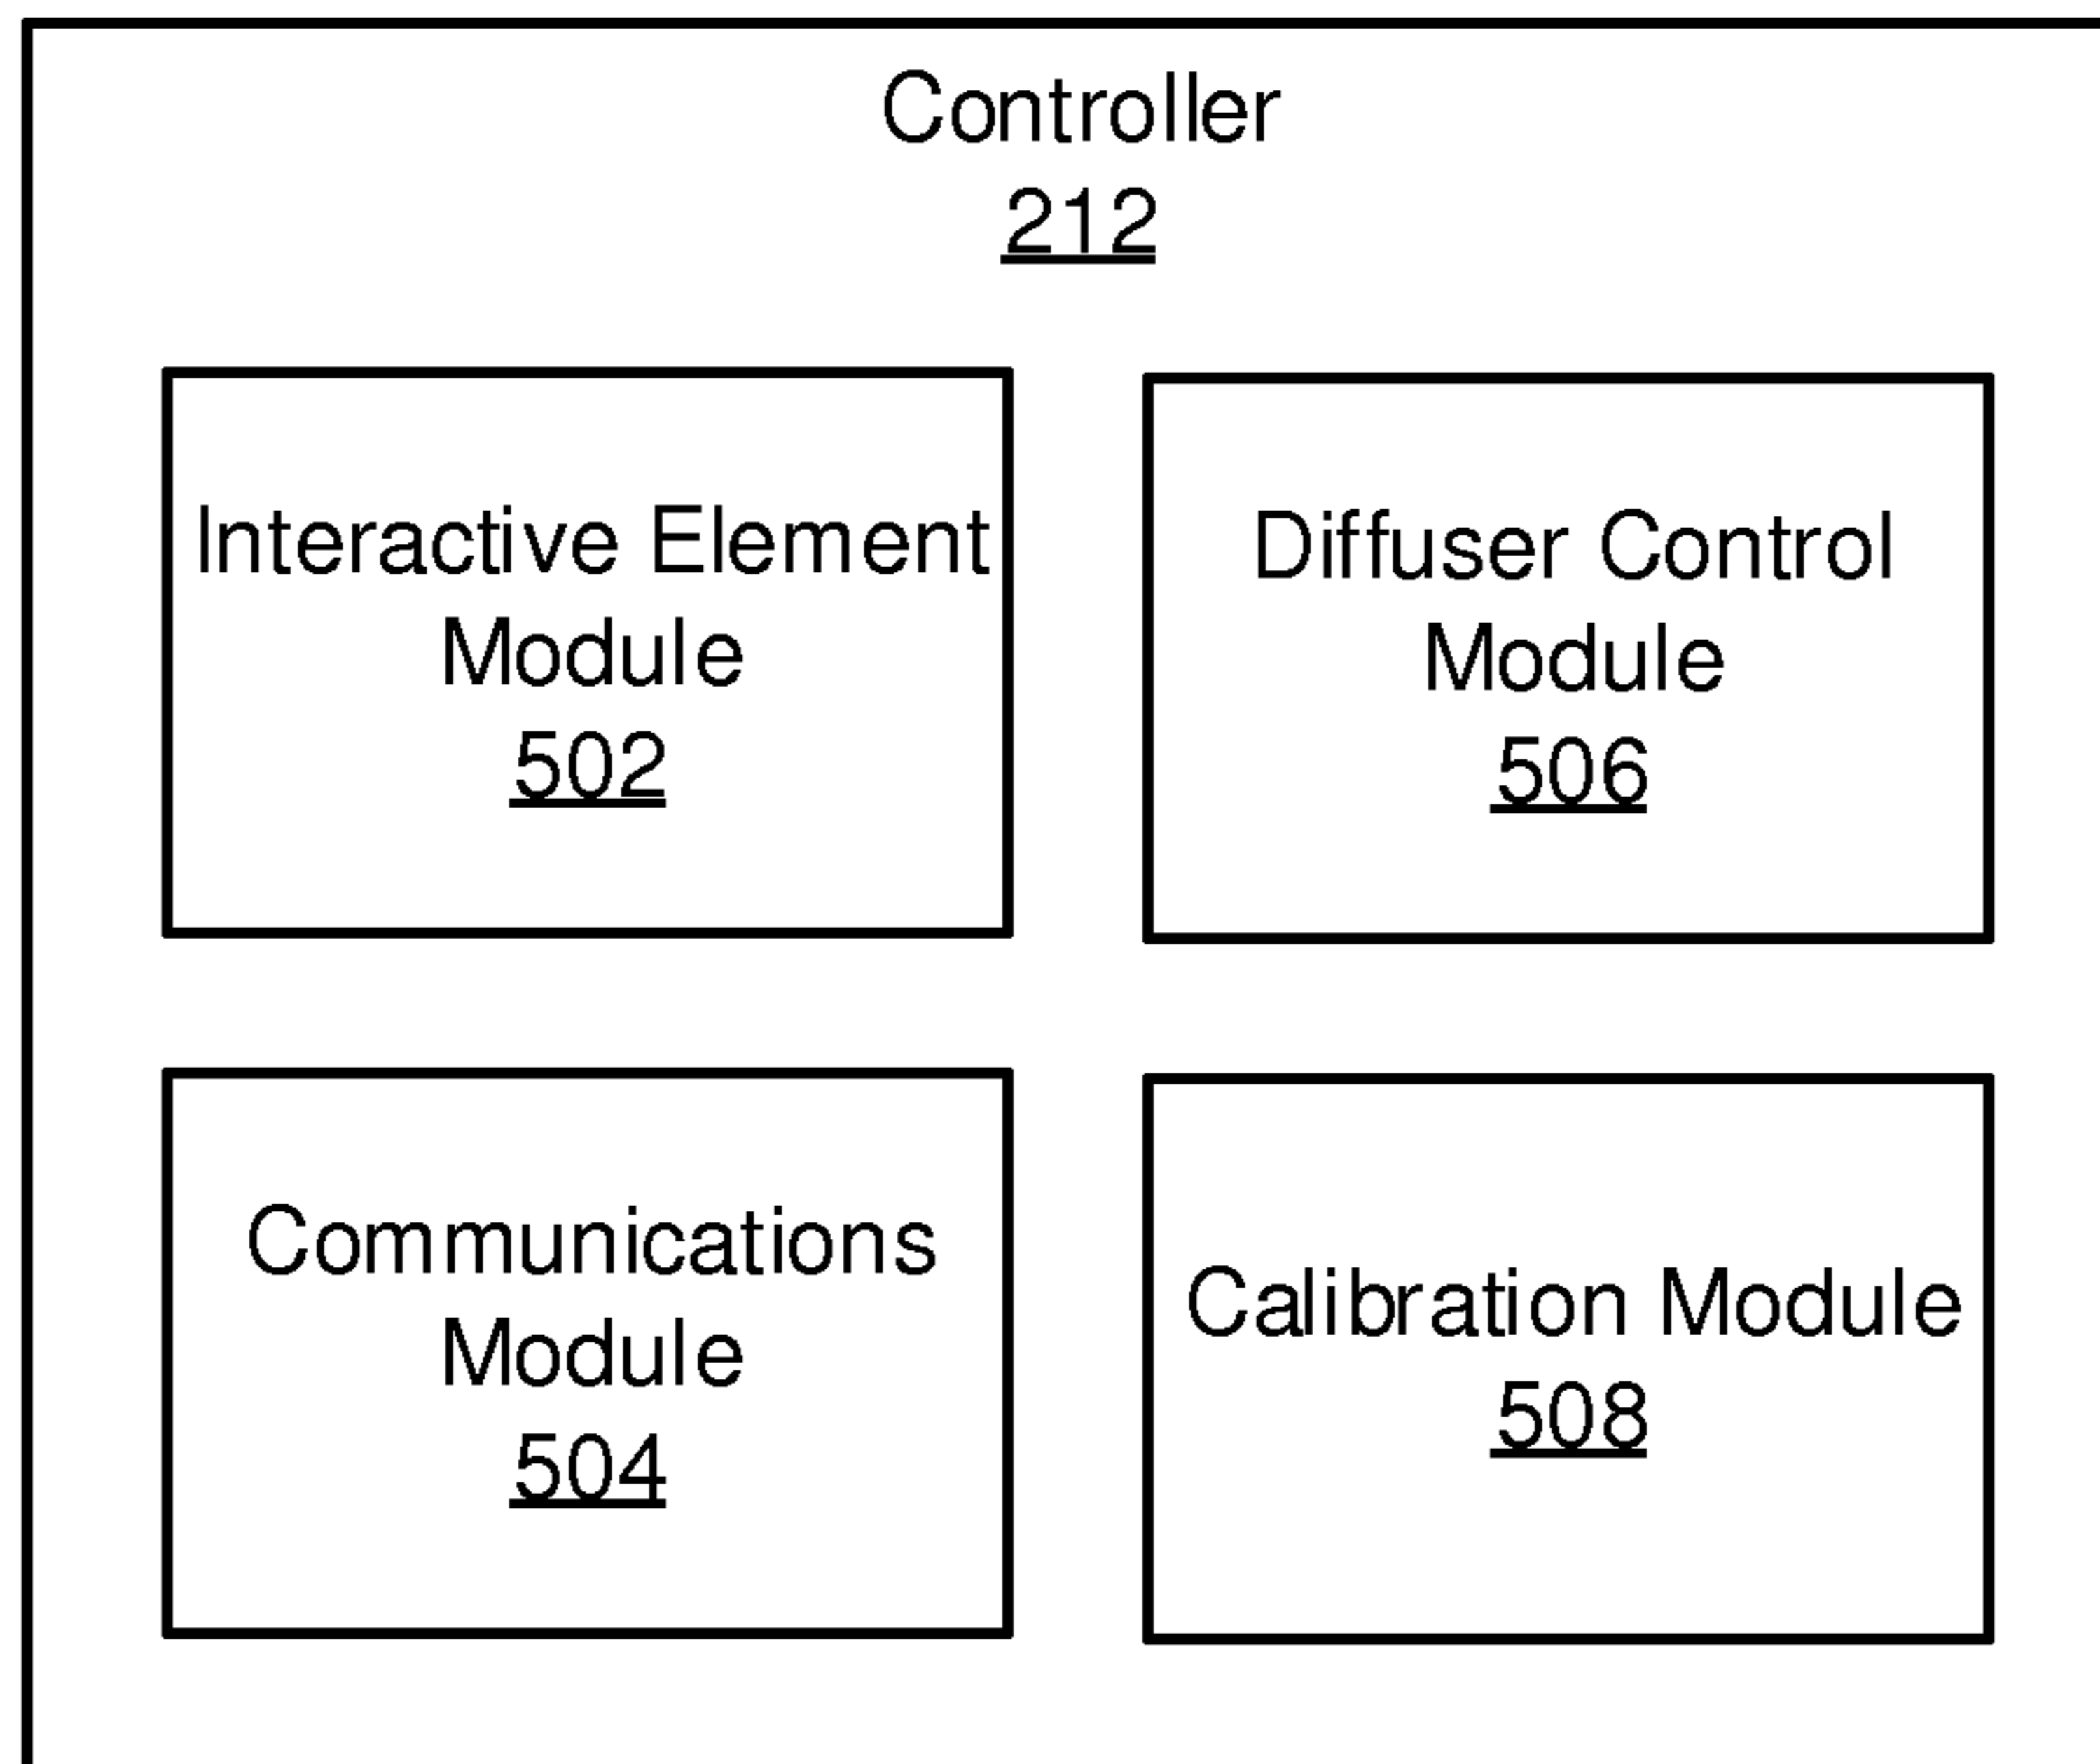 Controller
212
Interactive Element
Module
502
Diffuser Control
Module
506
Communications
Module
504
Calibration Module
508